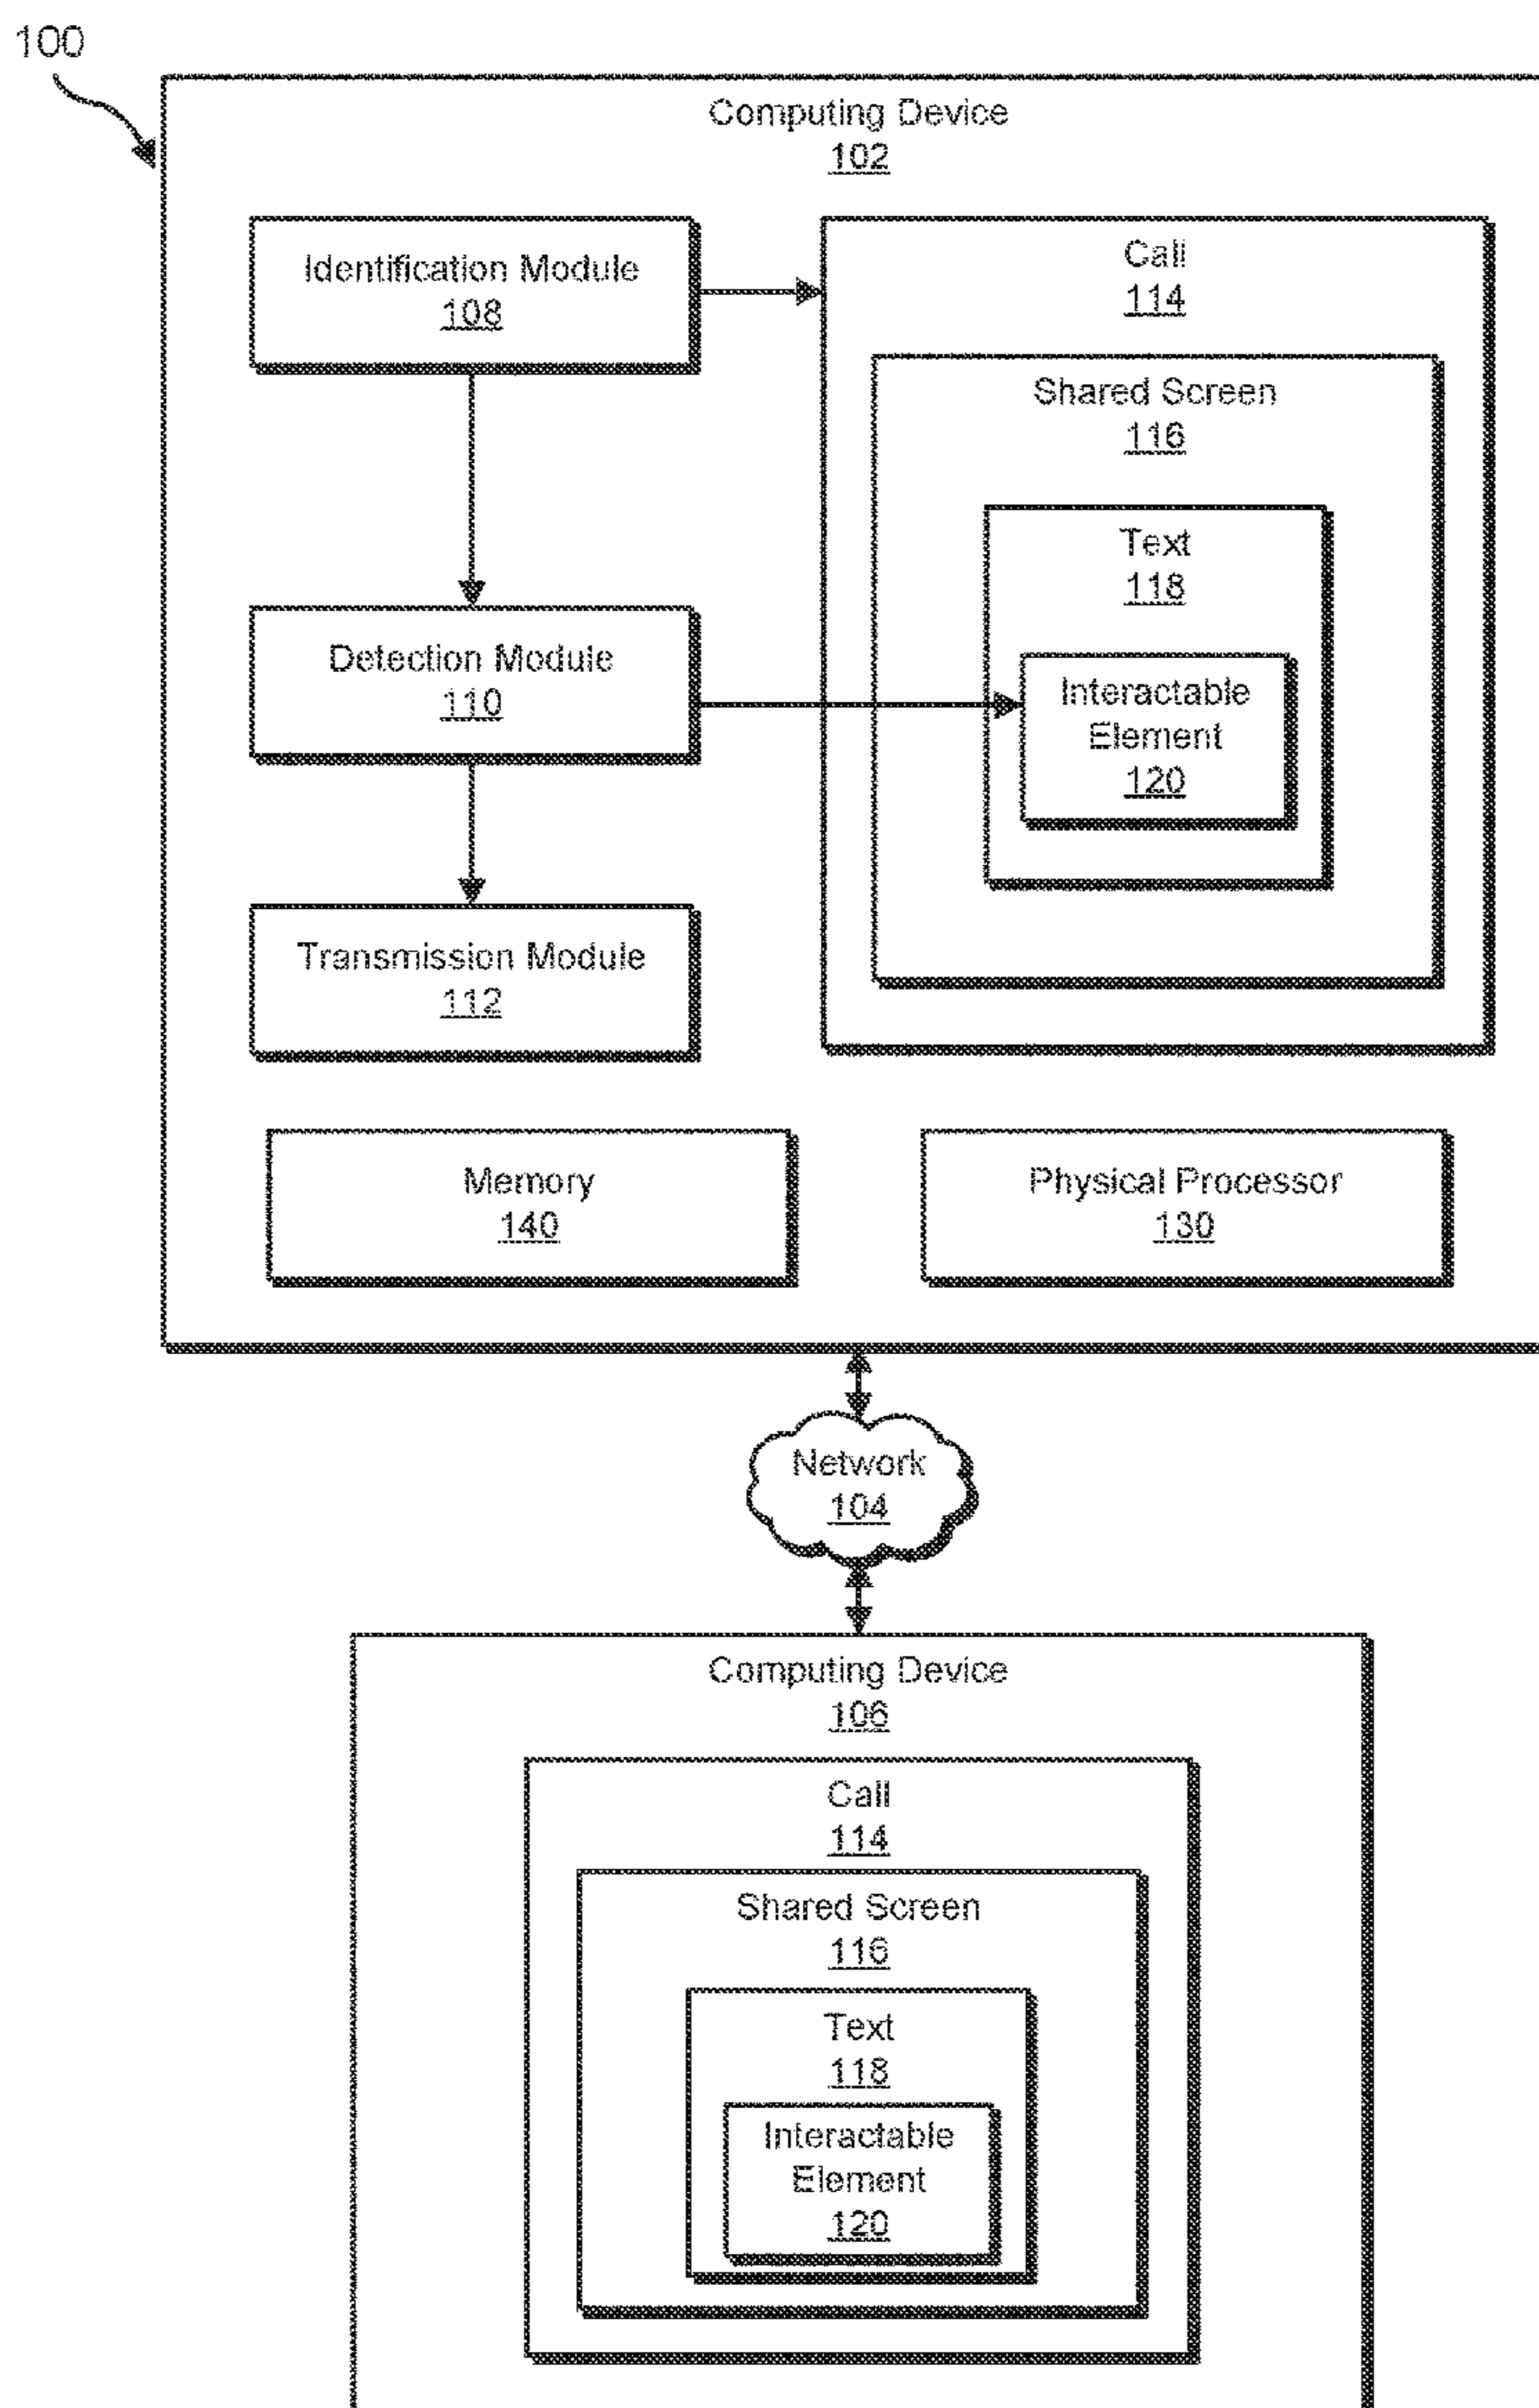 100
Computing Device
102
Identification Module
108
Call
114
Shared Screen
116
Text
118
Detection Module
110
Interactable
Element
120
Transmission Module
112
Memory
140
Physical Processor
130
Network
104
Computing Device
106
Call
114
Shared Screen
116
Text
118
Interactable
Element
120